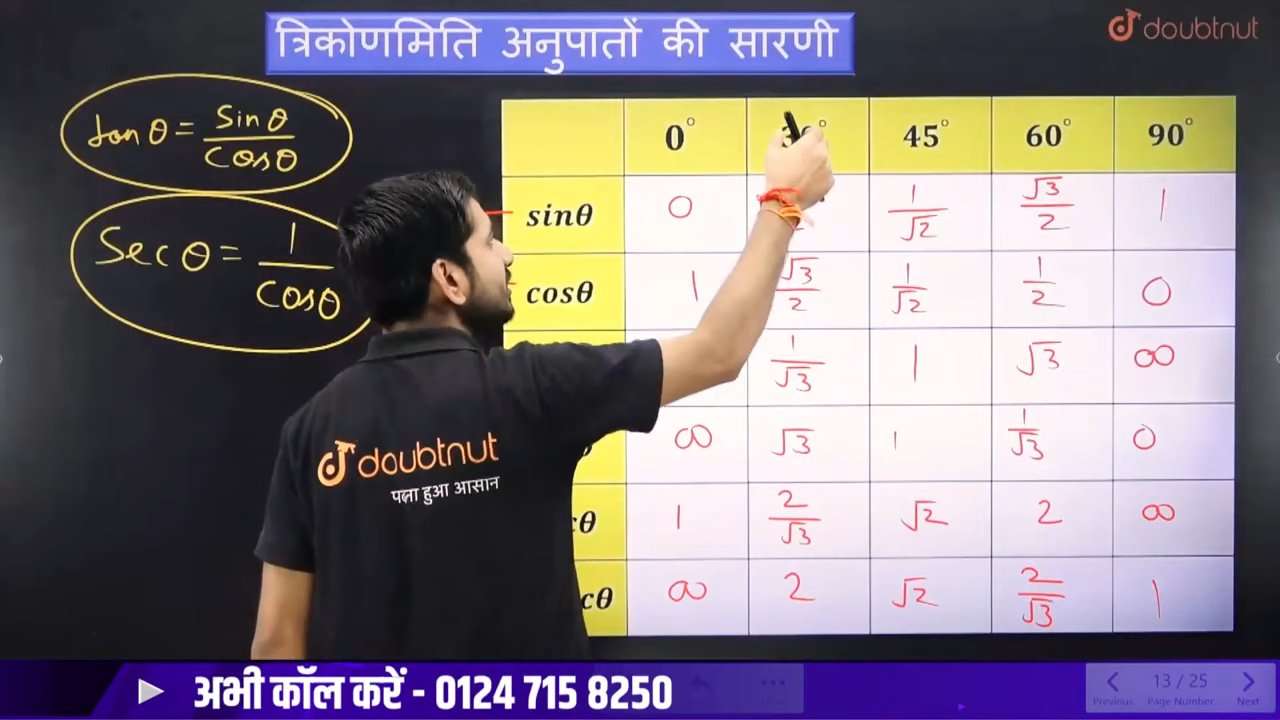 त्रिकोणमिति अनुपातों की सारणी
doubtnut
tan θ = sin θ / cos θ
Sec θ = 1 / cos θ
0° 45° 60° 90°
sinθ 0 1/√2 √3/2 1
cosθ 1 √3/2 1/√2 1/2 0
1/√3 1 √3 ∞
∞ √3 1 1/√3 0
θ 1 2/√3 √2 2 ∞
cθ ∞ 2 √2 2/√3 1
doubtnut
पढ़ना हुआ आसान
अभी कॉल करें - 0124 715 8250
13 / 25
Previous Page Number Next